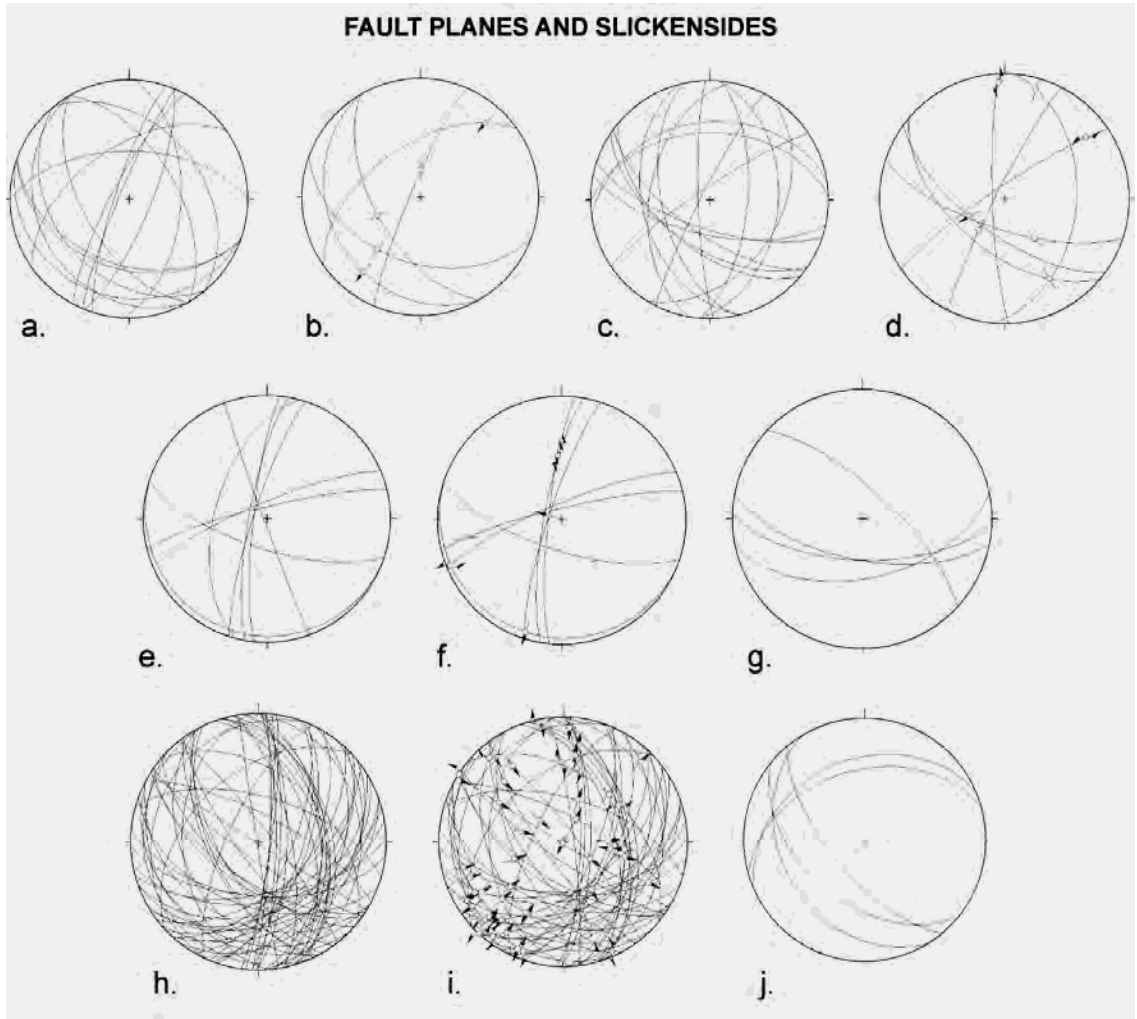 FAULT PLANES AND SLICKENSIDES
a. b. c. d.
e. f. g.
h. i. j.